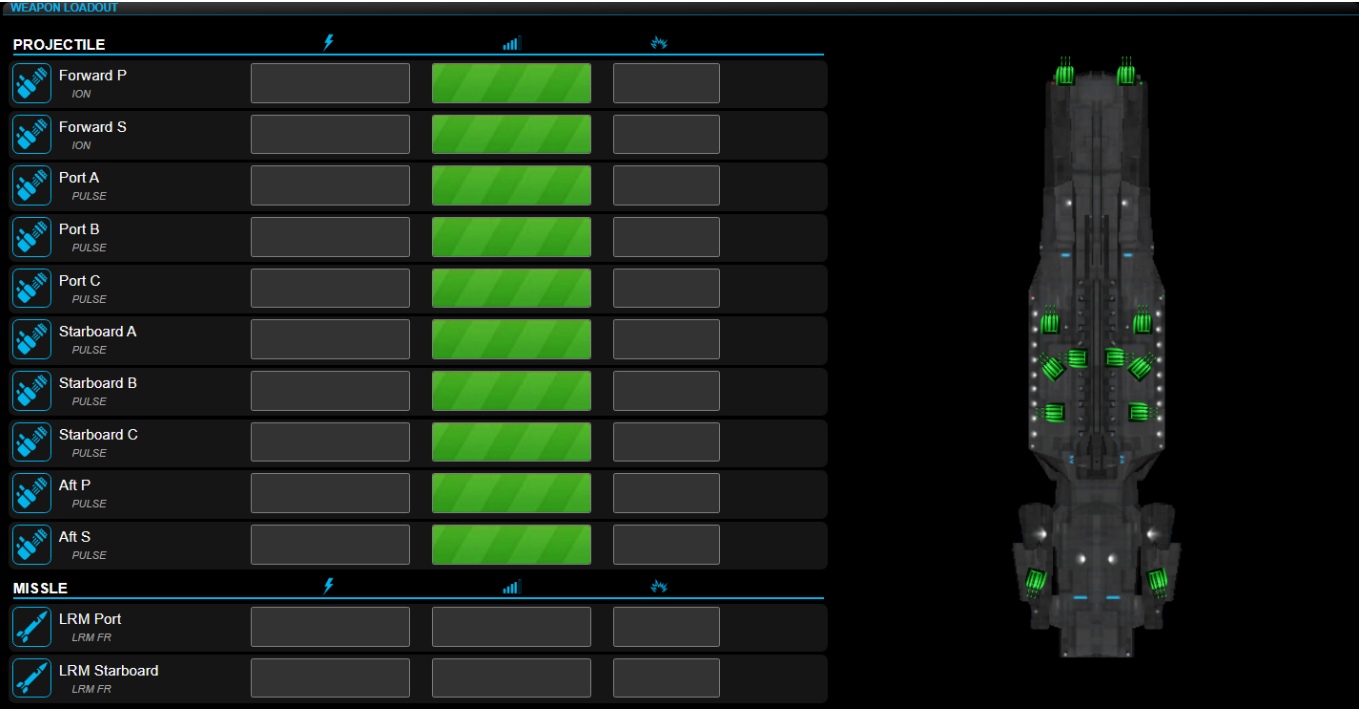 WEAPON LOADOUT
PROJECTILE
Forward P
ION
Forward S
ION
Port A
PULSE
Port B
PULSE
Port C
PULSE
Starboard A
PULSE
Starboard B
PULSE
Starboard C
PULSE
Aft P
PULSE
Aft S
PULSE
MISSLE
LRM Port
LRM FR
LRM Starboard
LRM FR